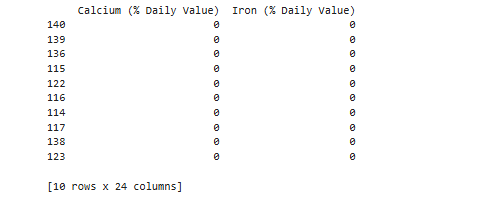 Calcium (% Daily Value)  Iron (% Daily Value)
140                        0                     0
139                        0                     0
136                        0                     0
115                        0                     0
122                        0                     0
116                        0                     0
114                        0                     0
117                        0                     0
138                        0                     0
123                        0                     0
[10 rows x 24 columns]